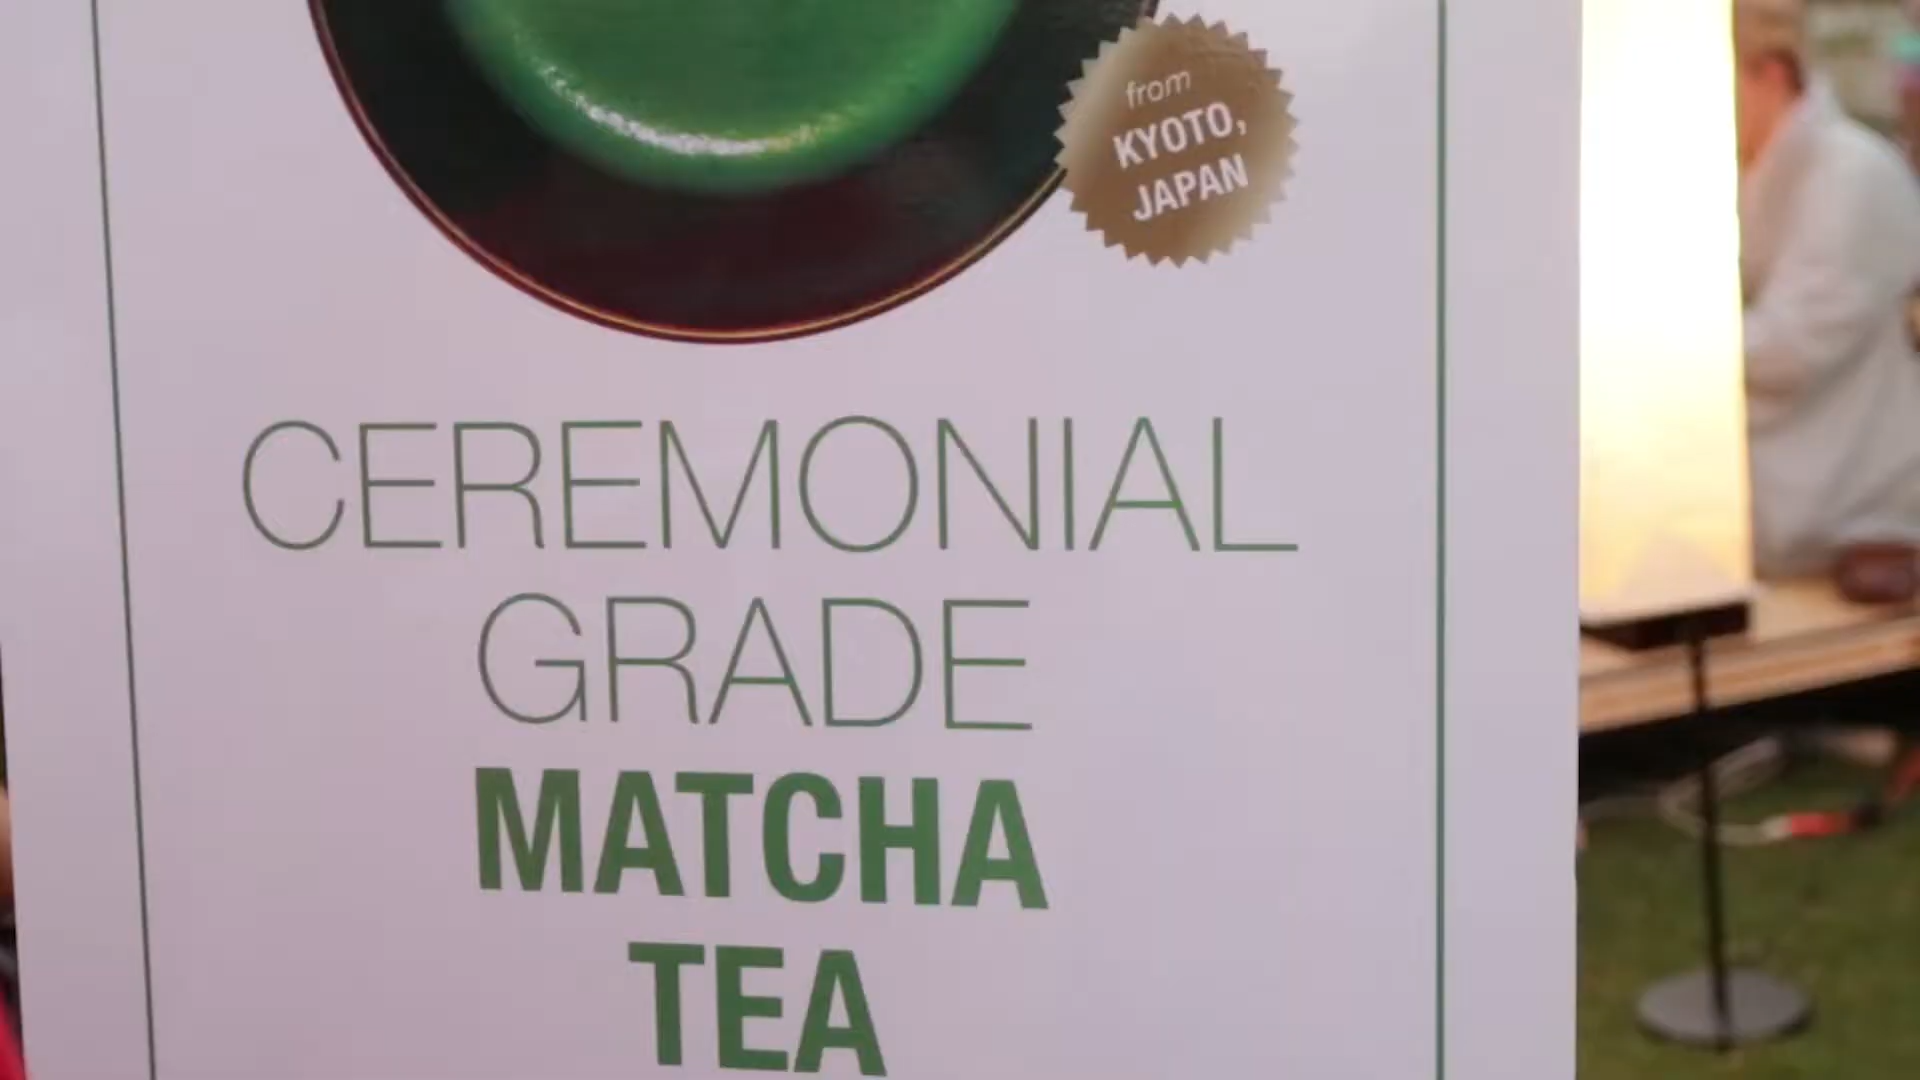 from
KYOTO,
JAPAN
CEREMONIAL
GRADE
MATCHA
TEA